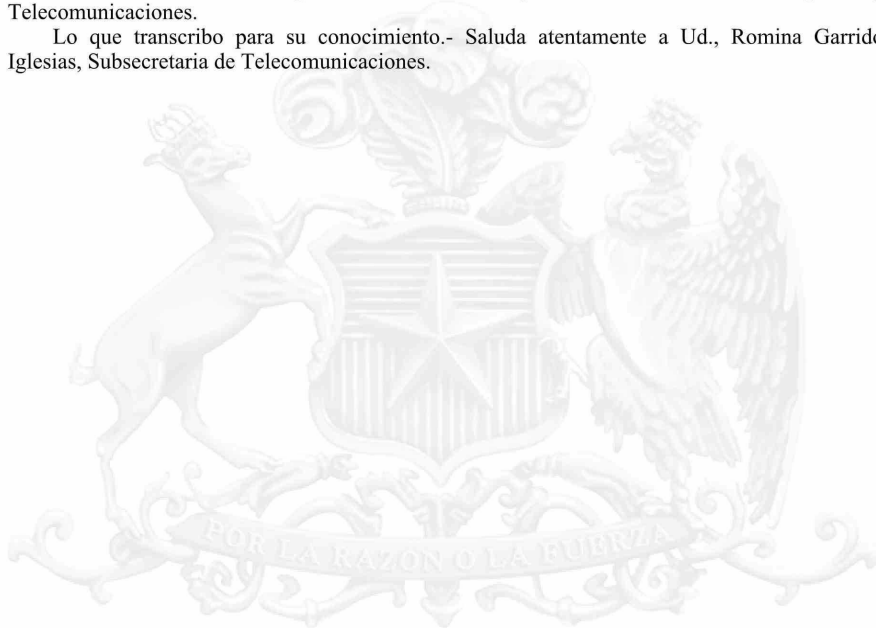 Telecomunicaciones.
Lo que transcribo para su conocimiento.- Saluda atentamente a Ud., Romina Garrido
Iglesias, Subsecretaria de Telecomunicaciones.
POR LA RAZÓN O LA FUERZA